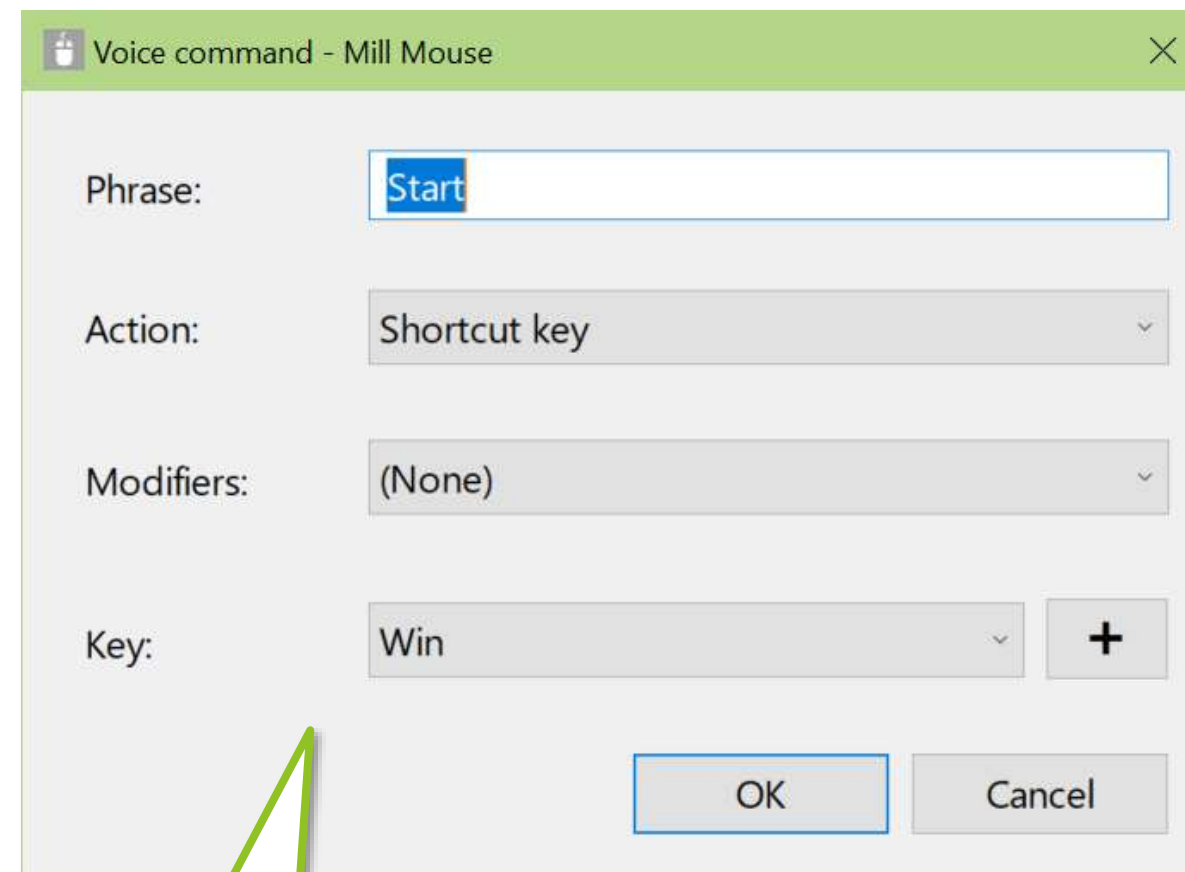 Voice command - Mill Mouse
Phrase: Start
Action: Shortcut key
Modifiers: (None)
Key: Win +
OK Cancel